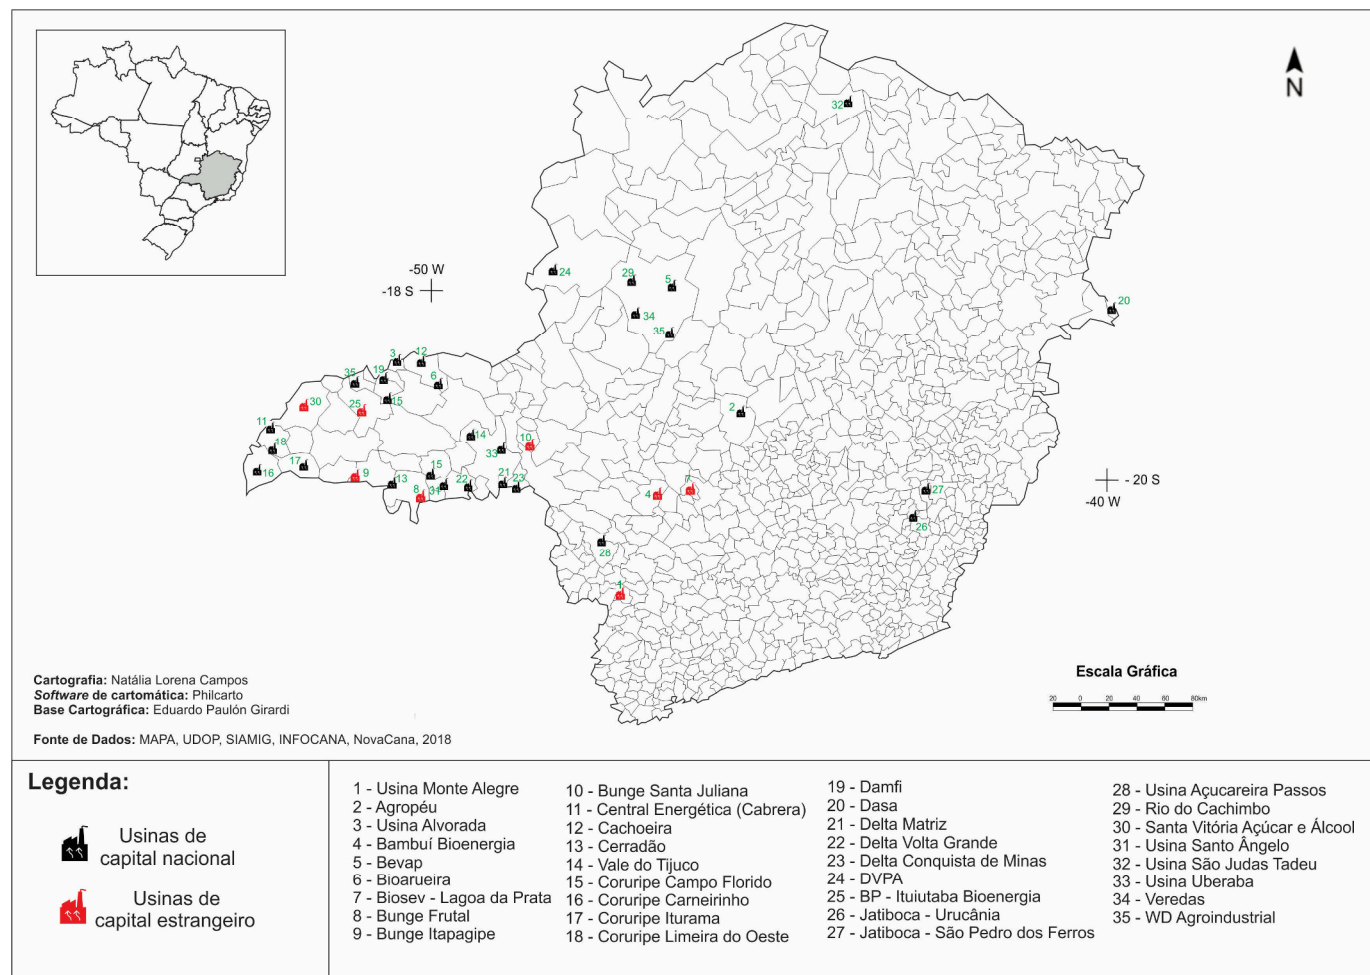 N
32
-50 W
-18 S
24
29
5
20
34
35
3
12
19
35
6
25
15
30
2
11
14
10
18
33
17
16
9
13
15
8
31
22
21
23
4
7
27
26
- 20 S
-40 W
28
1
Cartografia: Natália Lorena Campos
Software de cartomática: Philcarto
Base Cartográfica: Eduardo Paulón Girardi
Fonte de Dados: MAPA, UDOP, SIAMIG, INFOCANA, NovaCana, 2018
Escala Gráfica
20 0 20 40 60 80km
Legenda:
Usinas de
capital nacional
Usinas de
capital estrangeiro
1 - Usina Monte Alegre
2 - Agropéu
3 - Usina Alvorada
4 - Bambuí Bioenergia
5 - Bevap
6 - Bioarueira
7 - Biosev - Lagoa da Prata
8 - Bunge Frutal
9 - Bunge Itapagipe
10 - Bunge Santa Juliana
11 - Central Energética (Cabrera)
12 - Cachoeira
13 - Cerradão
14 - Vale do Tijuco
15 - Coruripe Campo Florido
16 - Coruripe Carneirinho
17 - Coruripe Iturama
18 - Coruripe Limeira do Oeste
19 - Damfi
20 - Dasa
21 - Delta Matriz
22 - Delta Volta Grande
23 - Delta Conquista de Minas
24 - DVPA
25 - BP - Ituiutaba Bioenergia
26 - Jatiboca - Urucânia
27 - Jatiboca - São Pedro dos Ferros
28 - Usina Açucareira Passos
29 - Rio do Cachimbo
30 - Santa Vitória Açúcar e Álcool
31 - Usina Santo Ângelo
32 - Usina São Judas Tadeu
33 - Usina Uberaba
34 - Veredas
35 - WD Agroindustrial